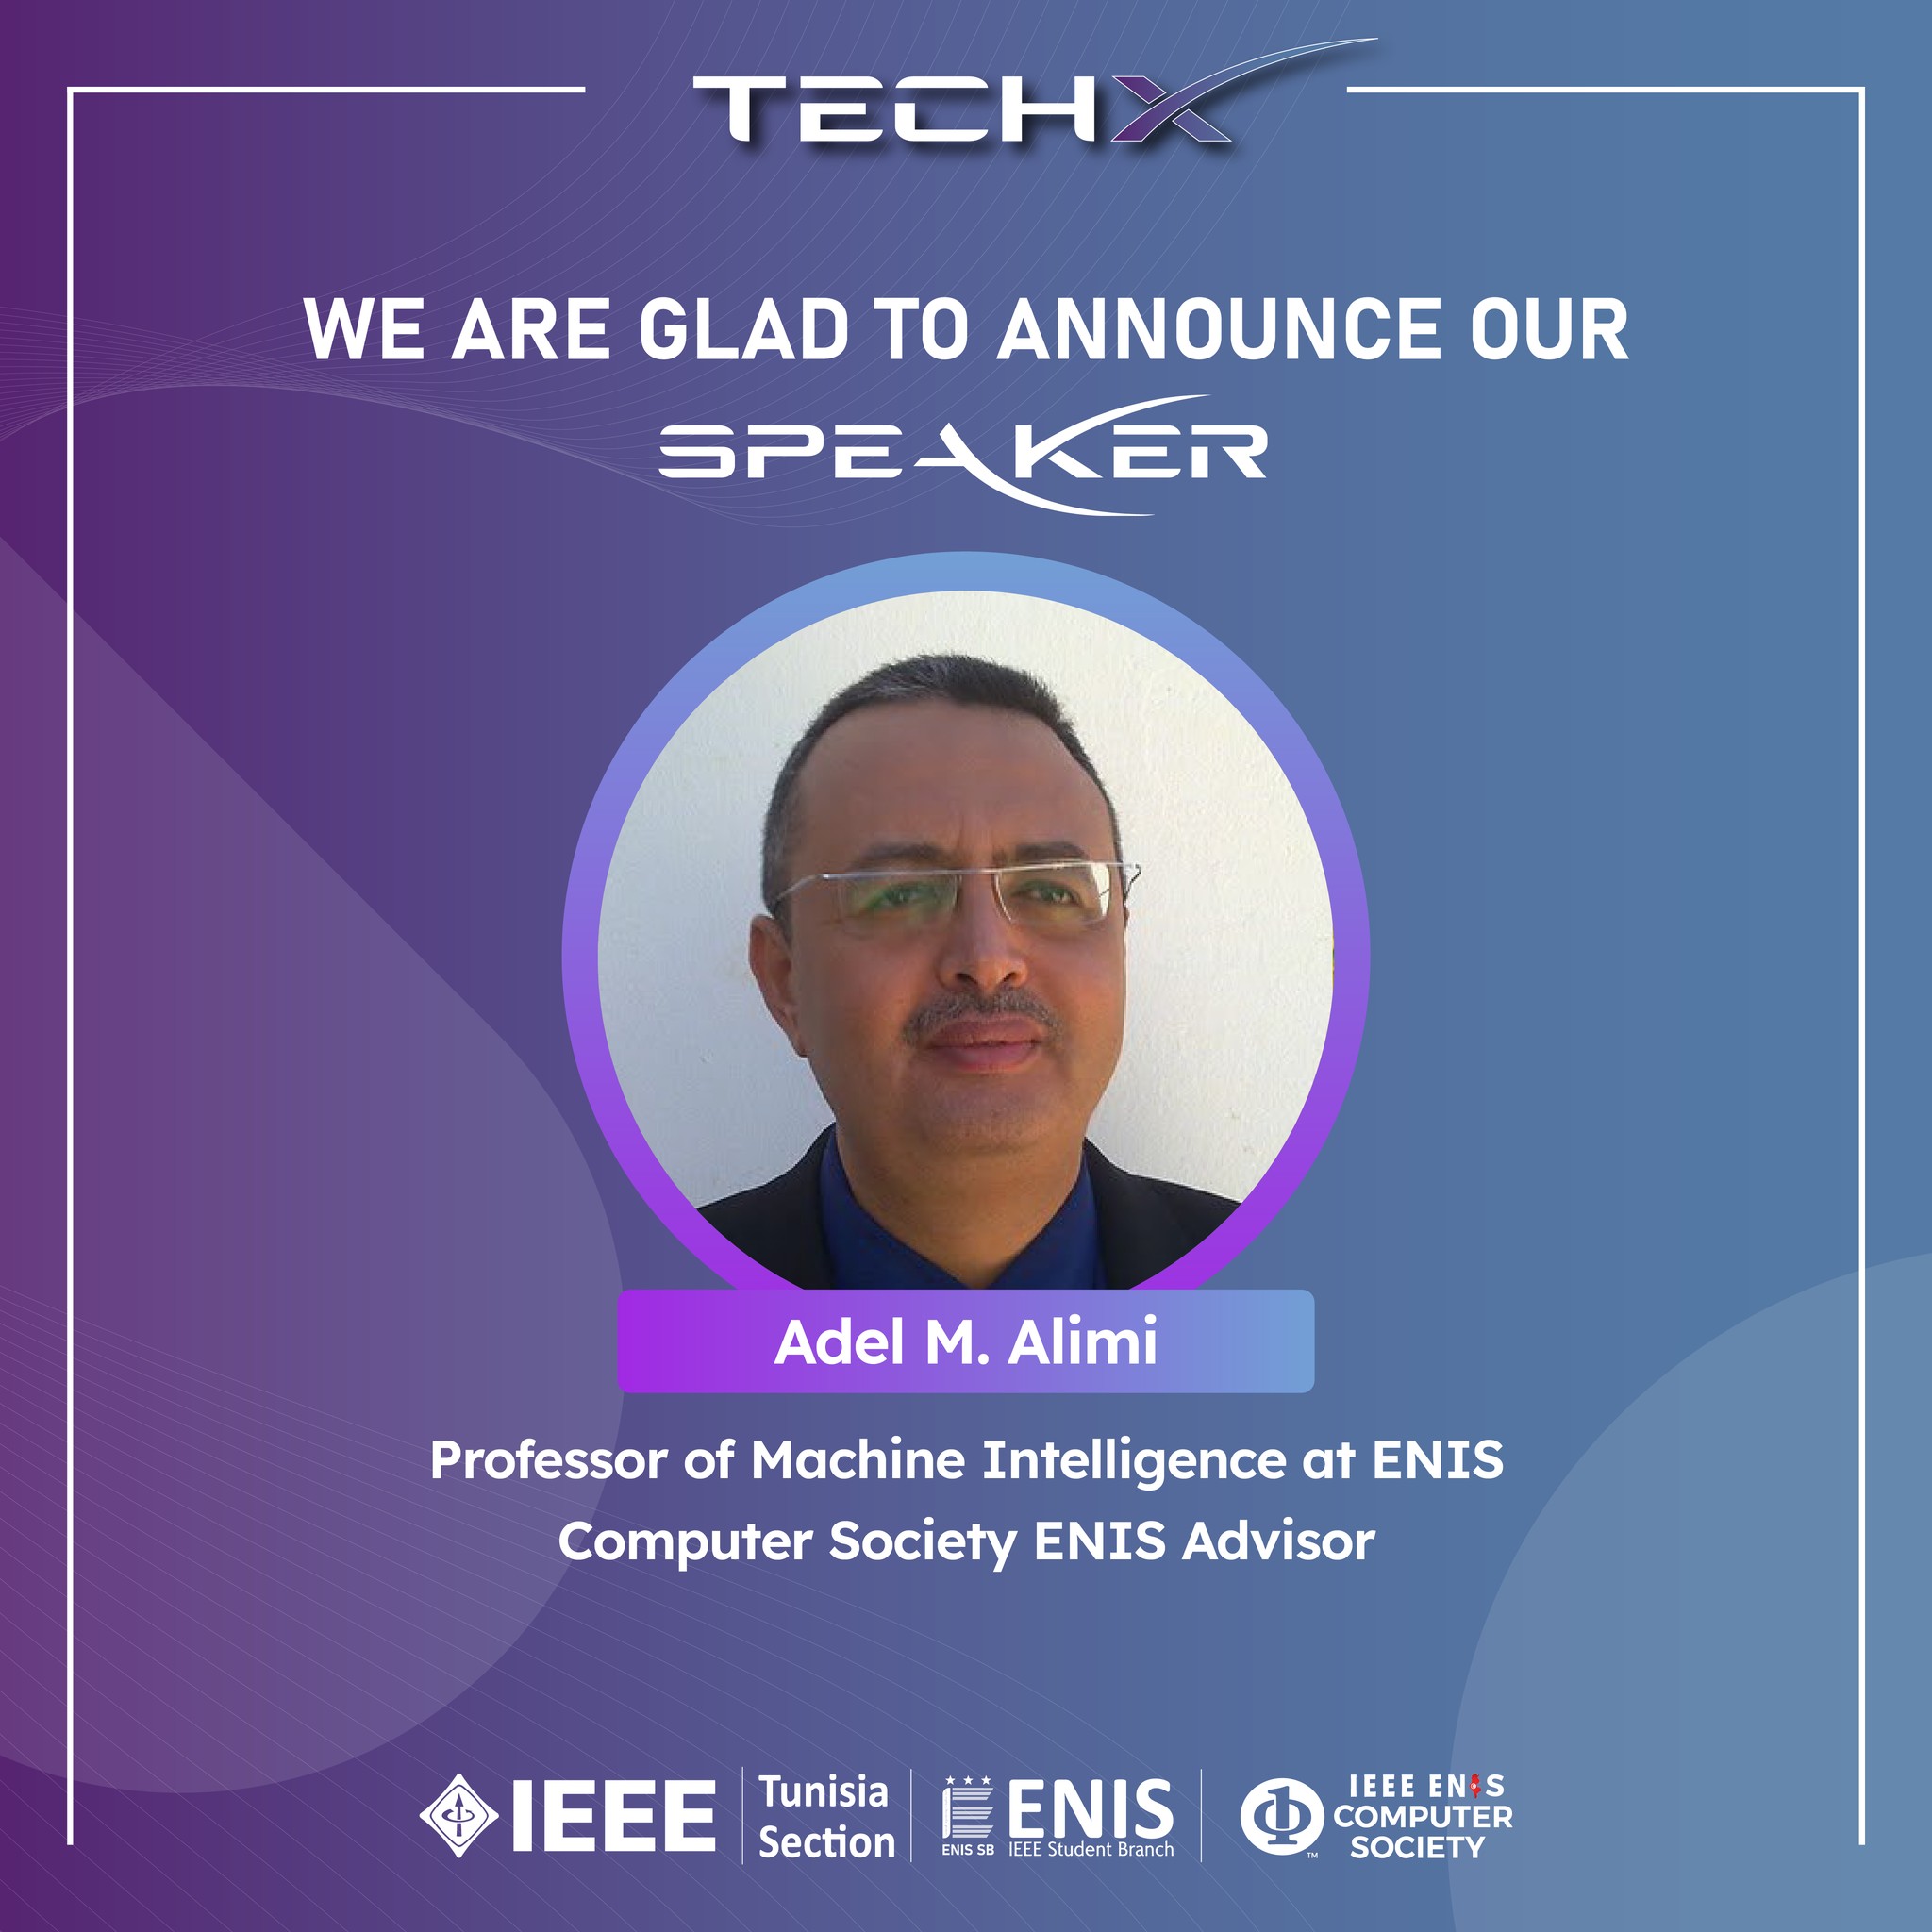 TECHX
WE ARE GLAD TO ANNOUNCE OUR
SPEAKER
Adel M. Alimi
Professor of Machine Intelligence at ENIS
Computer Society ENIS Advisor
IEEE
Tunisia
Section
ENIS SB
ENIS
IEEE Student Branch
IEEE ENIS
COMPUTER
SOCIETY
TM